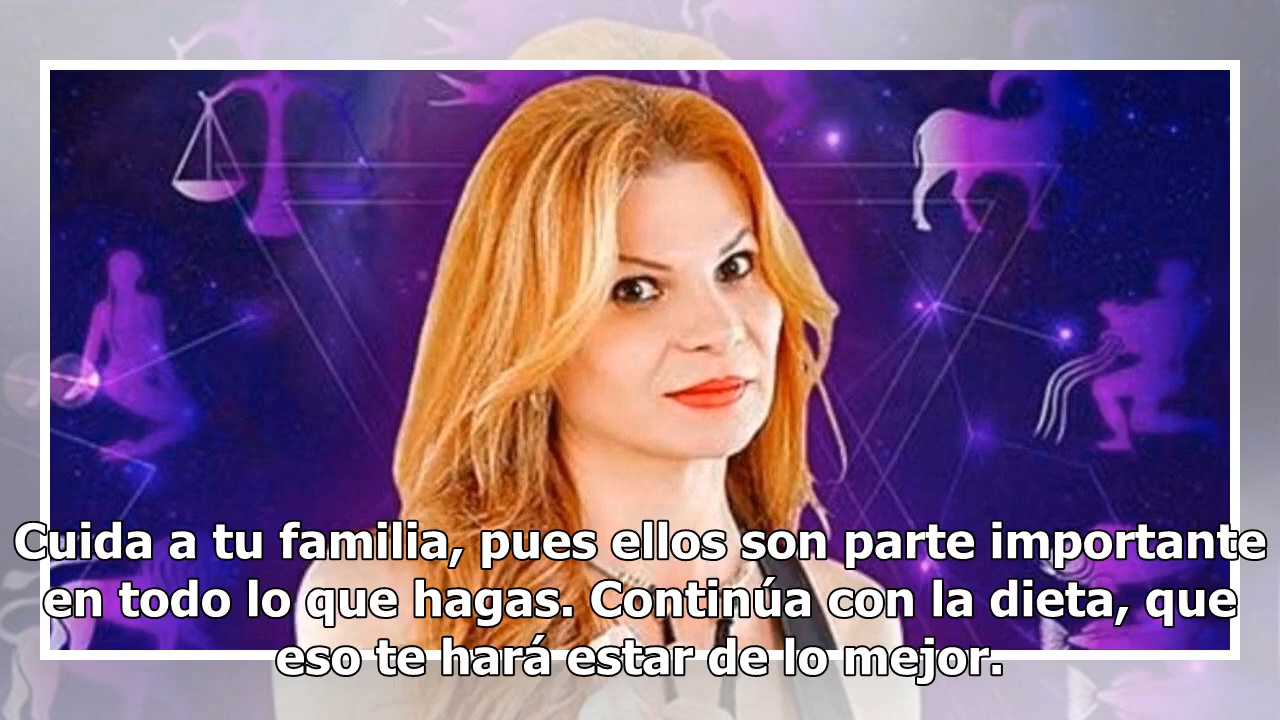 Cuida a tu familia, pues ellos son parte importante
en todo lo que hagas. Continúa con la dieta, que
eso te hará estar de lo mejor.